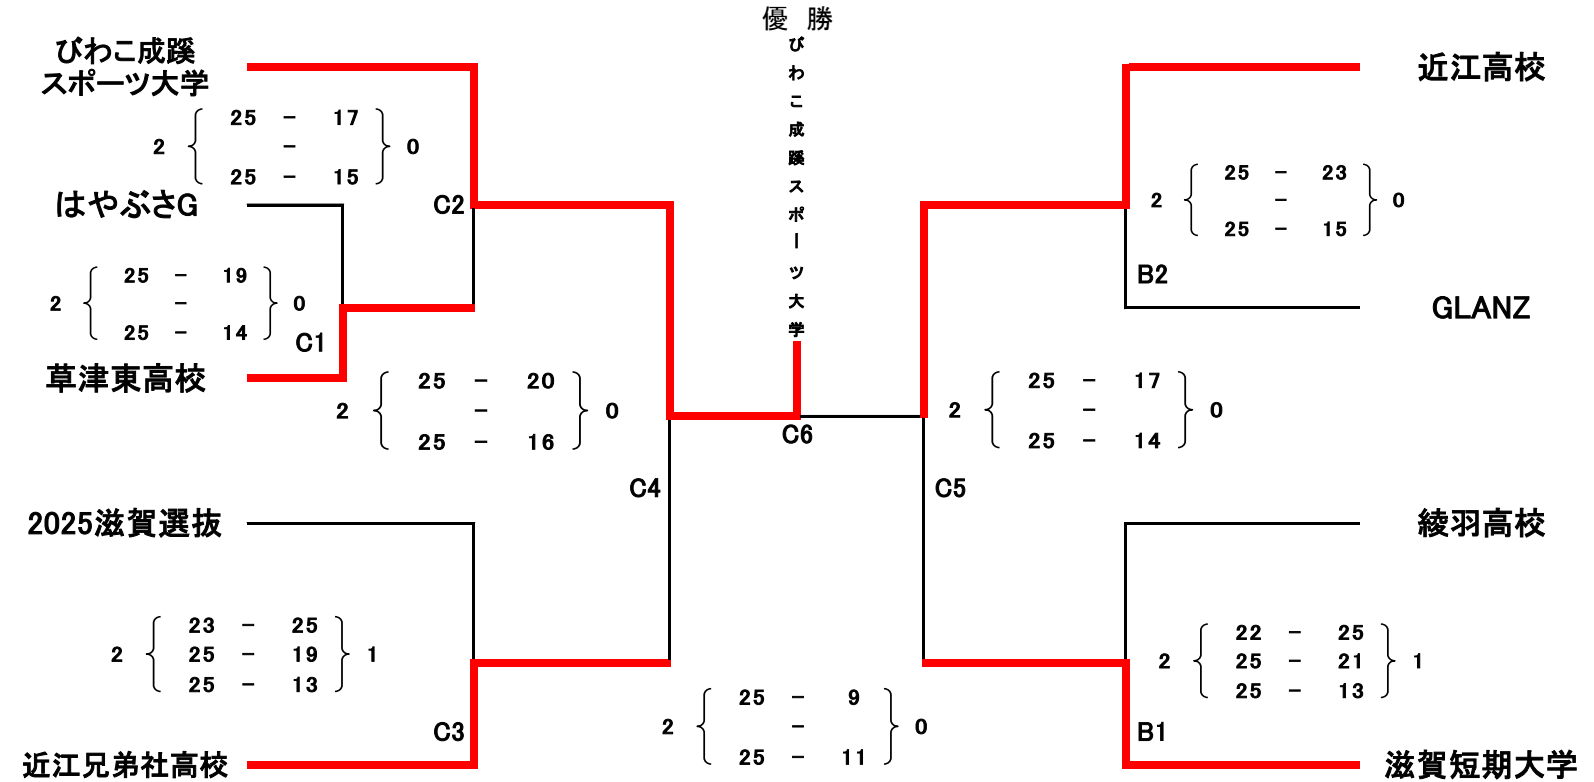 優　勝
びわこ成蹊スポーツ大学
びわこ成蹊
スポーツ大学
2 { 25 － 17 } 0
－
25 － 15
はやぶさG
C2
2 { 25 － 19 } 0
－
25 － 14
C1
草津東高校
2 { 25 － 20 } 0
－
25 － 16
C4
2025滋賀選抜
2 { 23 － 25 } 1
25 － 19
25 － 13
C3
近江兄弟社高校
C6
2 { 25 － 9 } 0
－
25 － 11
近江高校
2 { 25 － 23 } 0
－
25 － 15
B2
GLANZ
2 { 25 － 17 } 0
－
25 － 14
C5
綾羽高校
2 { 22 － 25 } 1
25 － 21
25 － 13
B1
滋賀短期大学